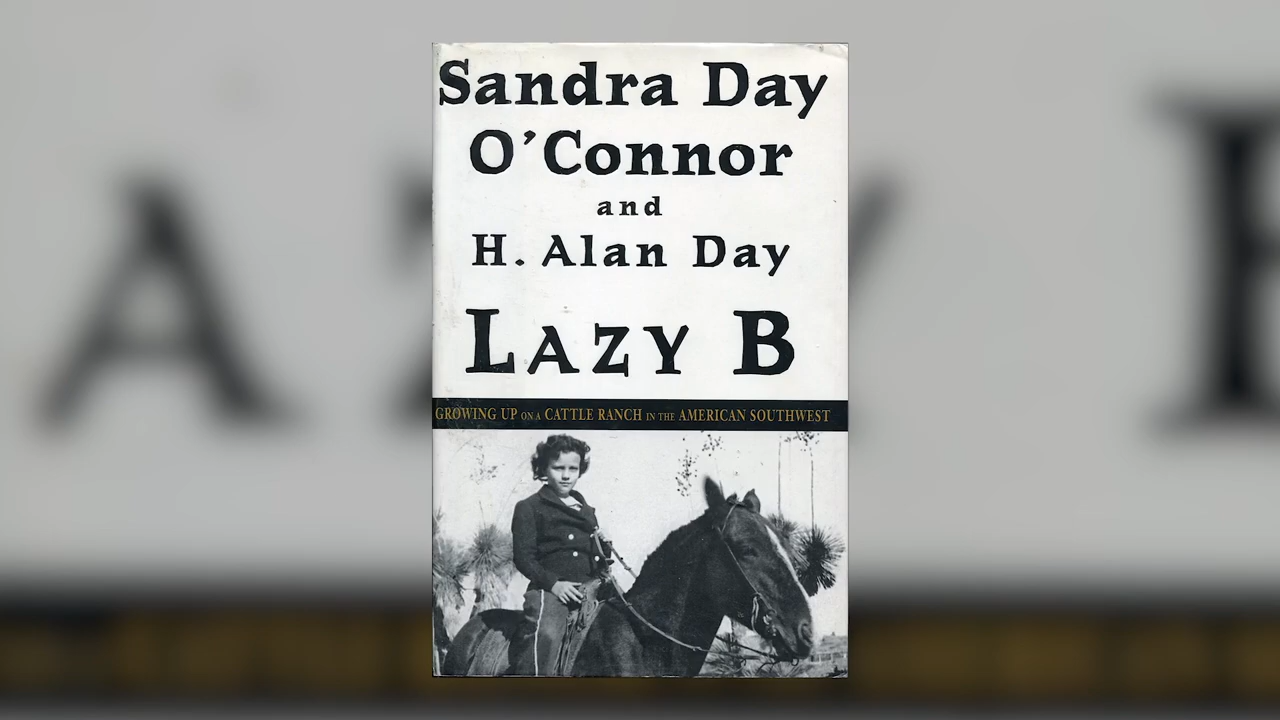 Sandra Day
O'Connor
and
H. Alan Day
LAZY B
GROWING UP ON A CATTLE RANCH IN THE AMERICAN SOUTHWEST